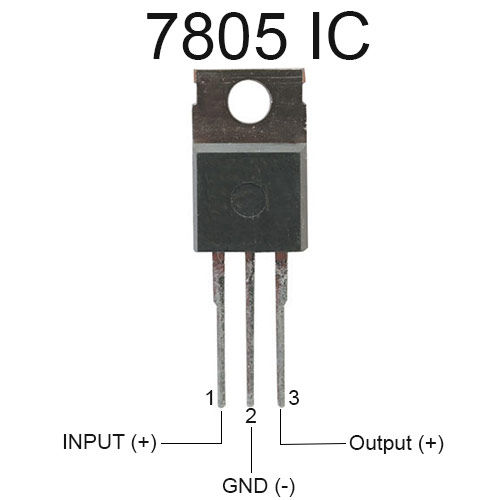 7805 IC
1
2
3
INPUT (+)
Output (+)
GND (-)